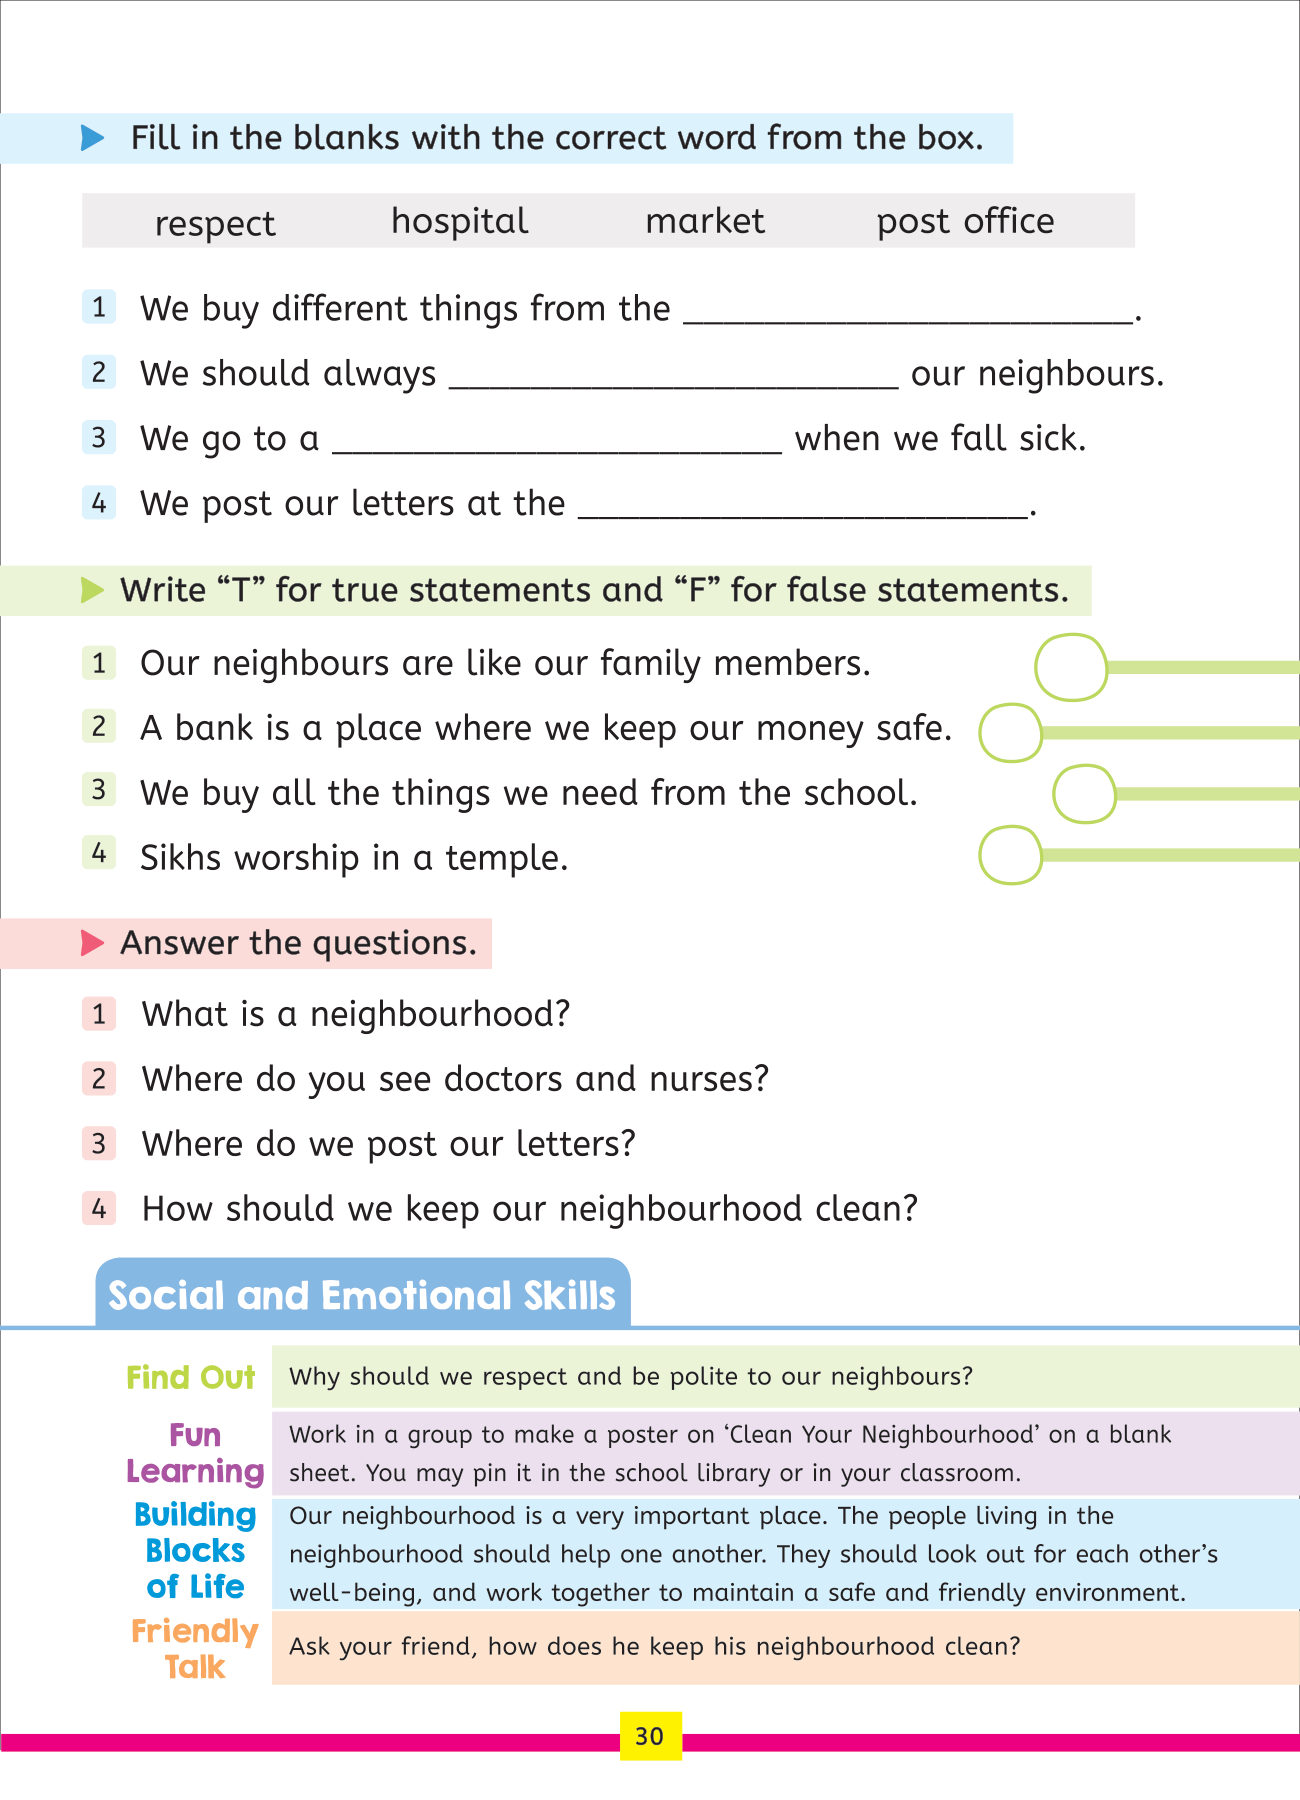 Fill in the blanks with the correct word from the box.
respect hospital market post office
1 We buy different things from the ______________________.
2 We should always ______________________ our neighbours.
3 We go to a ______________________ when we fall sick.
4 We post our letters at the ______________________.
Write “T” for true statements and “F” for false statements.
1 Our neighbours are like our family members.
2 A bank is a place where we keep our money safe.
3 We buy all the things we need from the school.
4 Sikhs worship in a temple.
Answer the questions.
1 What is a neighbourhood?
2 Where do you see doctors and nurses?
3 Where do we post our letters?
4 How should we keep our neighbourhood clean?
Social and Emotional Skills
Find Out
Why should we respect and be polite to our neighbours?
Fun
Learning
Work in a group to make a poster on ‘Clean Your Neighbourhood’ on a blank
sheet. You may pin it in the school library or in your classroom.
Building
Blocks
of Life
Our neighbourhood is a very important place. The people living in the
neighbourhood should help one another. They should look out for each other’s
well-being, and work together to maintain a safe and friendly environment.
Friendly
Talk
Ask your friend, how does he keep his neighbourhood clean?
30